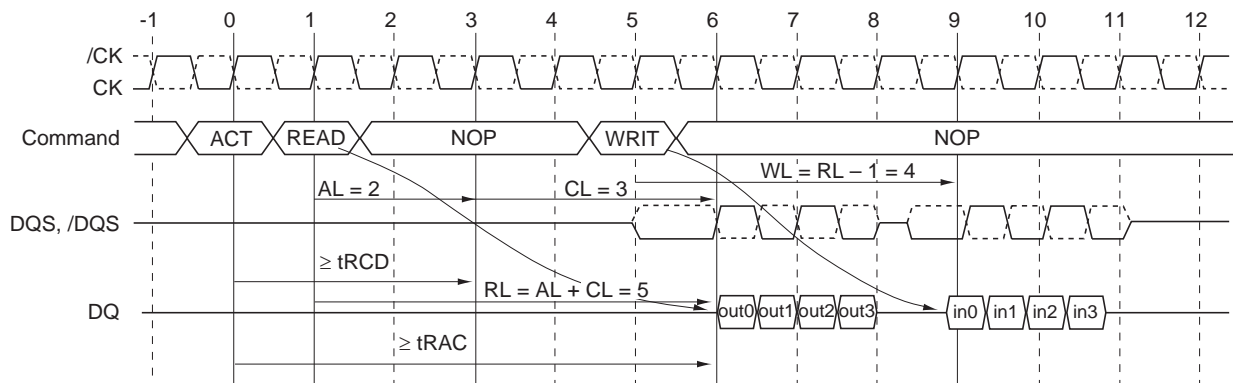 -1 0 1 2 3 4 5 6 7 8 9 10 11 12
/CK
CK
Command ACT READ NOP WRIT NOP
WL = RL – 1 = 4
AL = 2 CL = 3
DQS, /DQS
≥ tRCD
RL = AL + CL = 5
DQ out0 out1 out2 out3 in0 in1 in2 in3
≥ tRAC